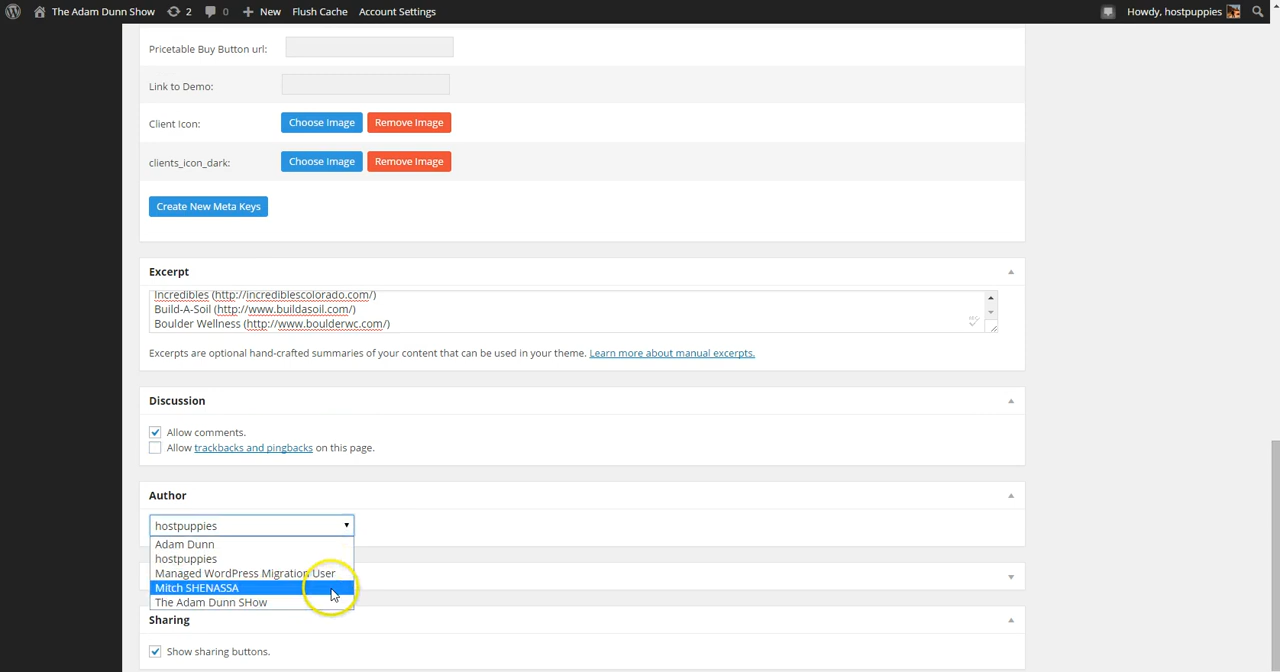 The Adam Dunn Show 2 0 New Flush Cache Account Settings Howdy, hostpuppies
Pricetable Buy Button url:
Link to Demo:
Client Icon: Choose Image Remove Image
clients_icon_dark: Choose Image Remove Image
Create New Meta Keys
Excerpt
Incredibles (http://incrediblescolorado.com/)
Build-A-Soil (http://www.buildasoil.com/)
Boulder Wellness (http://www.boulderwc.com/)
Excerpts are optional hand-crafted summaries of your content that can be used in your theme. Learn more about manual excerpts.
Discussion
Allow comments.
Allow trackbacks and pingbacks on this page.
Author
hostpuppies
Adam Dunn
hostpuppies
Managed WordPress Migration User
Mitch SHENASSA
The Adam Dunn SHow
Sharing
Show sharing buttons.